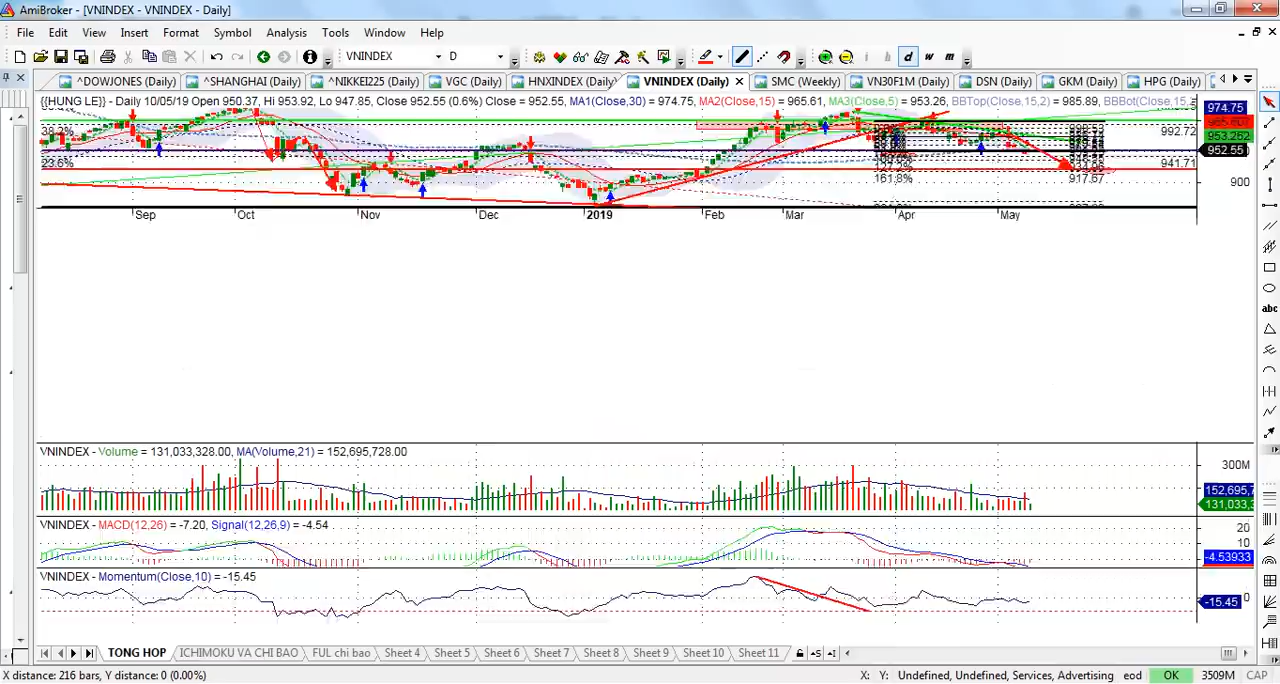 AmiBroker - [VNINDEX - VNINDEX - Daily]
File Edit View Insert Format Symbol Analysis Tools Window Help
VNINDEX D i h d w m
^DOWJONES (Daily) ^SHANGHAI (Daily) ^NIKKEI225 (Daily) VGC (Daily) HNXINDEX (Daily) VNINDEX (Daily) SMC (Weekly) VN30F1M (Daily) DSN (Daily) GKM (Daily) HPG (Daily)
{{HUNG LE}} - Daily 10/05/19 Open 950.37, Hi 953.92, Lo 947.85, Close 952.55 (0.6%) Close = 952.55, MA1(Close,30) = 974.75, MA2(Close,15) = 965.61, MA3(Close,5) = 953.26, BBTop(Close,15,2) = 985.89, BBBot(Close,15,2
974.75
38.2% 992.72
953.262
952.55
23.6% 941.71
161.8% 917.67
900
Sep Oct Nov Dec 2019 Feb Mar Apr May
VNINDEX - Volume = 131,033,328.00, MA(Volume,21) = 152,695,728.00
300M
152,695,7
131,033,3
VNINDEX - MACD(12,26) = -7.20, Signal(12,26,9) = -4.54
20
10
-4.53933
VNINDEX - Momentum(Close,10) = -15.45
0
-15.45
TONG HOP ICHIMOKU VA CHI BAO FUL chi bao Sheet 4 Sheet 5 Sheet 6 Sheet 7 Sheet 8 Sheet 9 Sheet 10 Sheet 11
X distance: 216 bars, Y distance: 0 (0.00%) X: Y: Undefined, Undefined, Services, Advertising eod OK 3509M CAP
abc